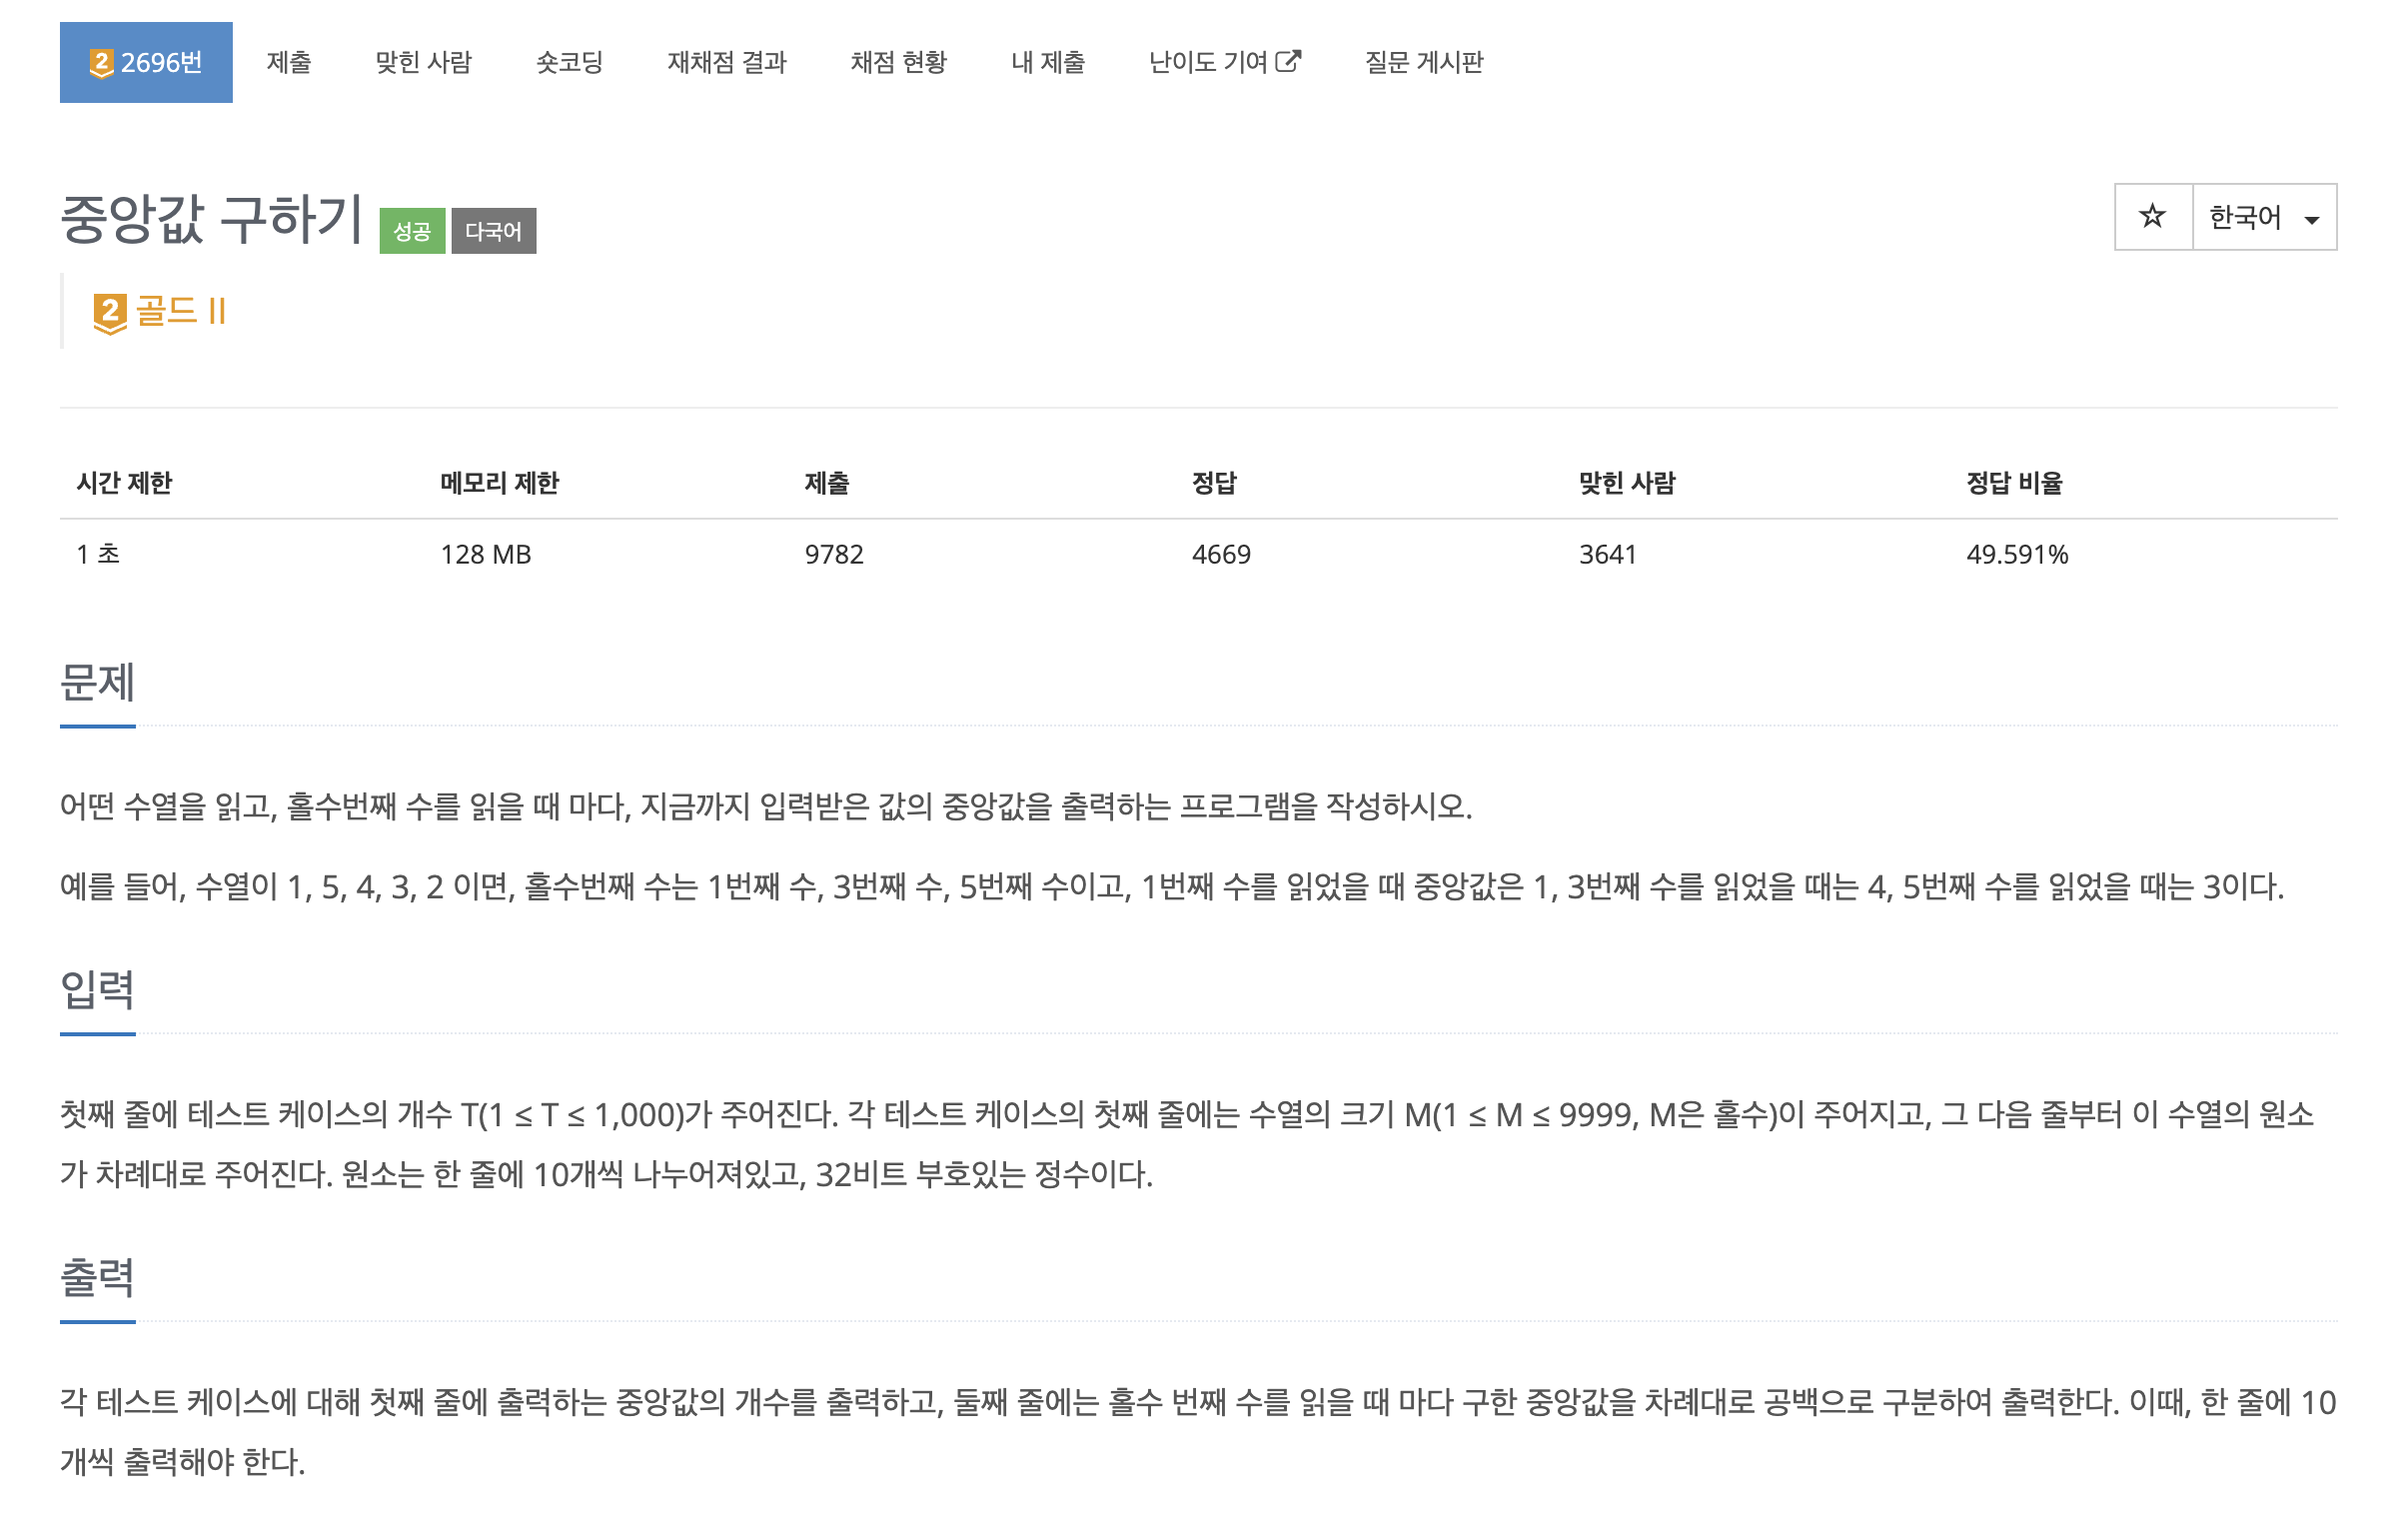 2 2696번 제출 맞힌 사람 숏코딩 재채점 결과 채점 현황 내 제출 난이도 기여 질문 게시판
중앙값 구하기 성공 다국어 ☆ 한국어
2 골드 II
시간 제한 메모리 제한 제출 정답 맞힌 사람 정답 비율
1 초 128 MB 9782 4669 3641 49.591%
문제
어떤 수열을 읽고, 홀수번째 수를 읽을 때 마다, 지금까지 입력받은 값의 중앙값을 출력하는 프로그램을 작성하시오.
예를 들어, 수열이 1, 5, 4, 3, 2 이면, 홀수번째 수는 1번째 수, 3번째 수, 5번째 수이고, 1번째 수를 읽었을 때 중앙값은 1, 3번째 수를 읽었을 때는 4, 5번째 수를 읽었을 때는 3이다.
입력
첫째 줄에 테스트 케이스의 개수 T(1 ≤ T ≤ 1,000)가 주어진다. 각 테스트 케이스의 첫째 줄에는 수열의 크기 M(1 ≤ M ≤ 9999, M은 홀수)이 주어지고, 그 다음 줄부터 이 수열의 원소
가 차례대로 주어진다. 원소는 한 줄에 10개씩 나누어져있고, 32비트 부호있는 정수이다.
출력
각 테스트 케이스에 대해 첫째 줄에 출력하는 중앙값의 개수를 출력하고, 둘째 줄에는 홀수 번째 수를 읽을 때 마다 구한 중앙값을 차례대로 공백으로 구분하여 출력한다. 이때, 한 줄에 10
개씩 출력해야 한다.